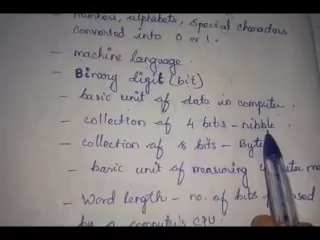 numbers, alphabets, special characters
converted into 0 or 1.
- machine language.
- Binary digit (bit)
- basic unit of data in computer.
- collection of 4 bits - nibble.
- collection of 8 bits - Byte
- basic unit of measuring
- Word length - no. of bits
by a computer's CPU.